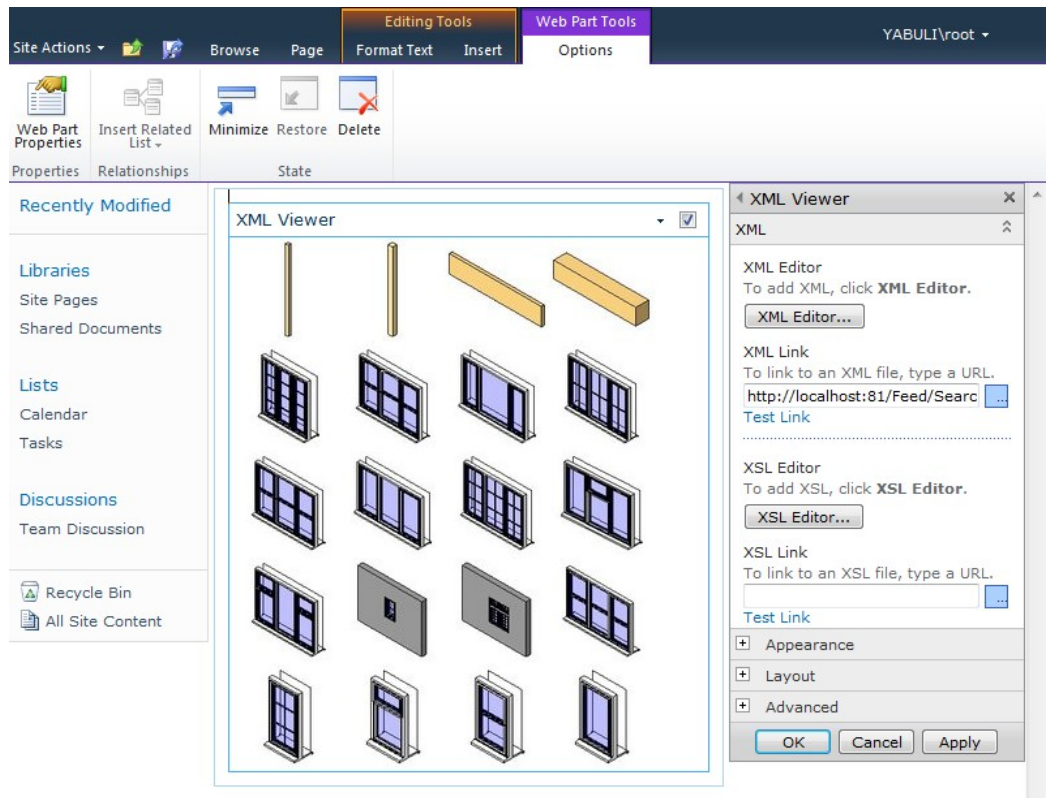 Editing Tools
Web Part Tools
Site Actions
Browse
Page
Format Text
Insert
Options
YABULI\root
Web Part
Properties
Insert Related
List
Minimize
Restore
Delete
Properties
Relationships
State
Recently Modified
Libraries
Site Pages
Shared Documents
Lists
Calendar
Tasks
Discussions
Team Discussion
Recycle Bin
All Site Content
XML Viewer
XML Viewer
XML
XML Editor
To add XML, click XML Editor.
XML Editor...
XML Link
To link to an XML file, type a URL.
http://localhost:81/Feed/Searc
...
Test Link
XSL Editor
To add XSL, click XSL Editor.
XSL Editor...
XSL Link
To link to an XSL file, type a URL.
...
Test Link
Appearance
Layout
Advanced
OK
Cancel
Apply